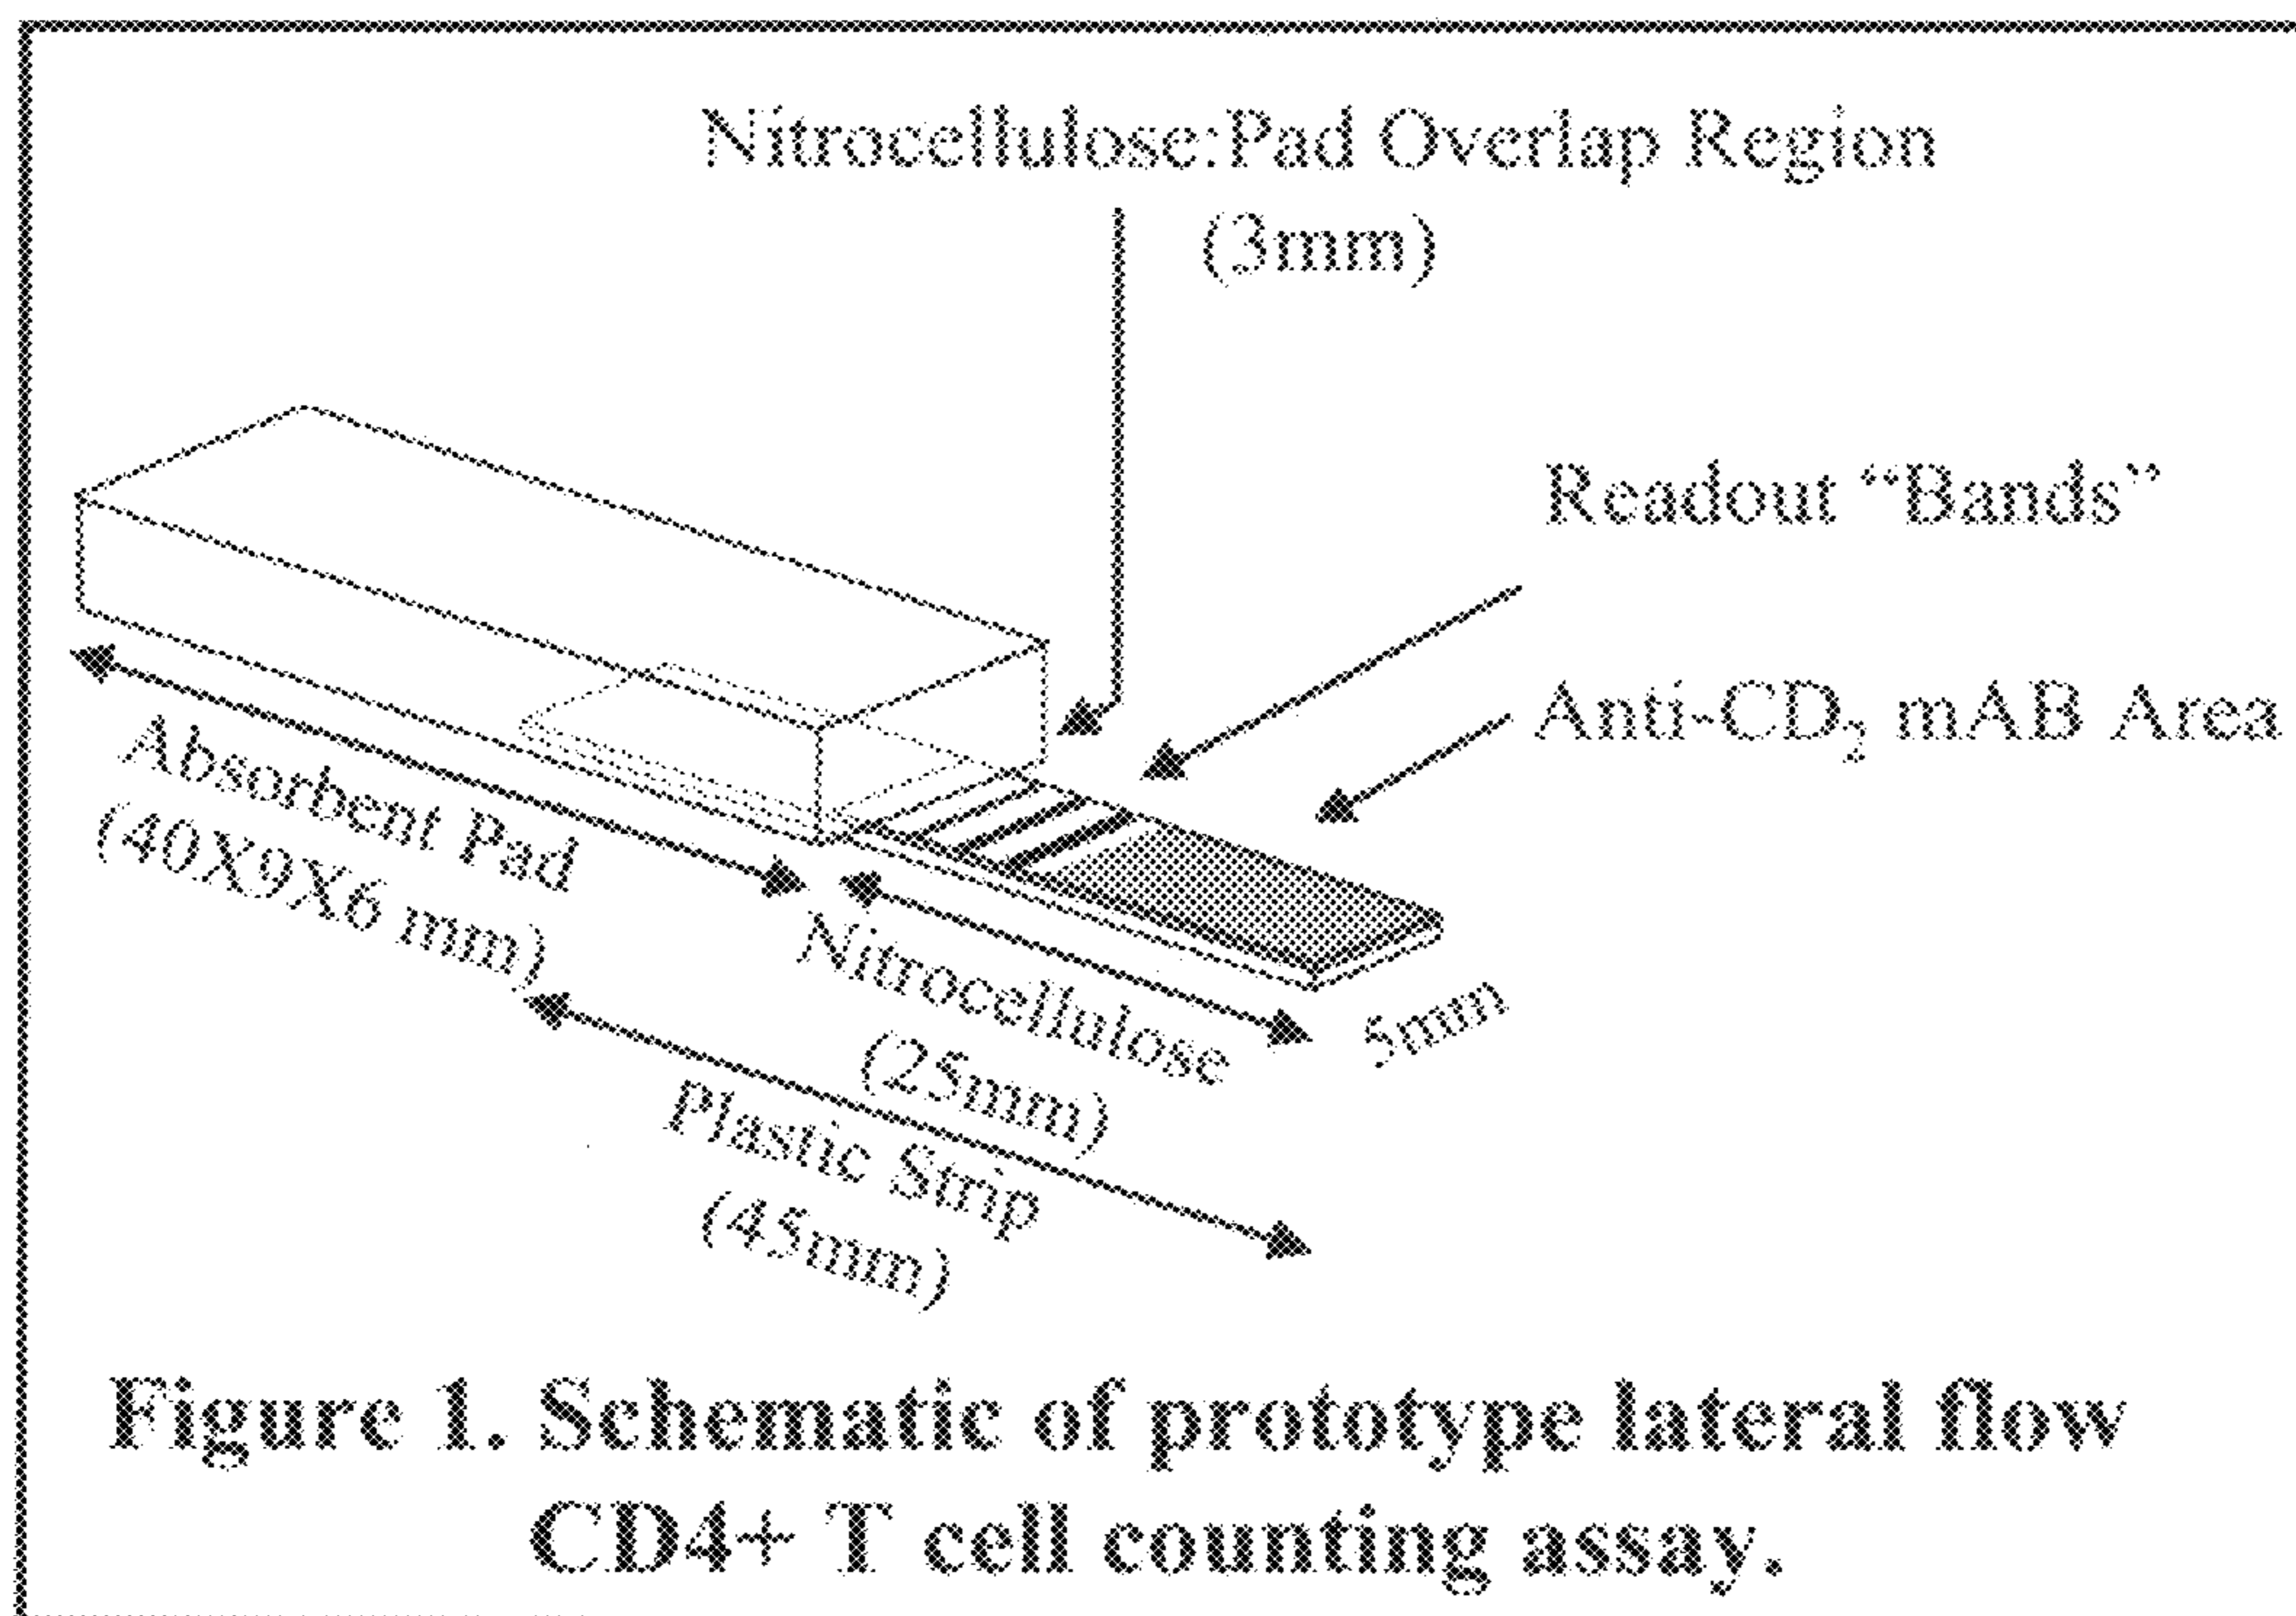 Nitrocellulose:Pad Overlap Region
(3mm)
Readout “Bands”
Anti-CD₃ mAB Area
Absorbent Pad
(40X9X6 mm)
Nitrocellulose
(25mm)
5mm
Plastic Strip
(45mm)
Figure 1. Schematic of prototype lateral flow
CD4+ T cell counting assay.